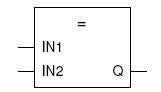 =
IN1
IN2 Q